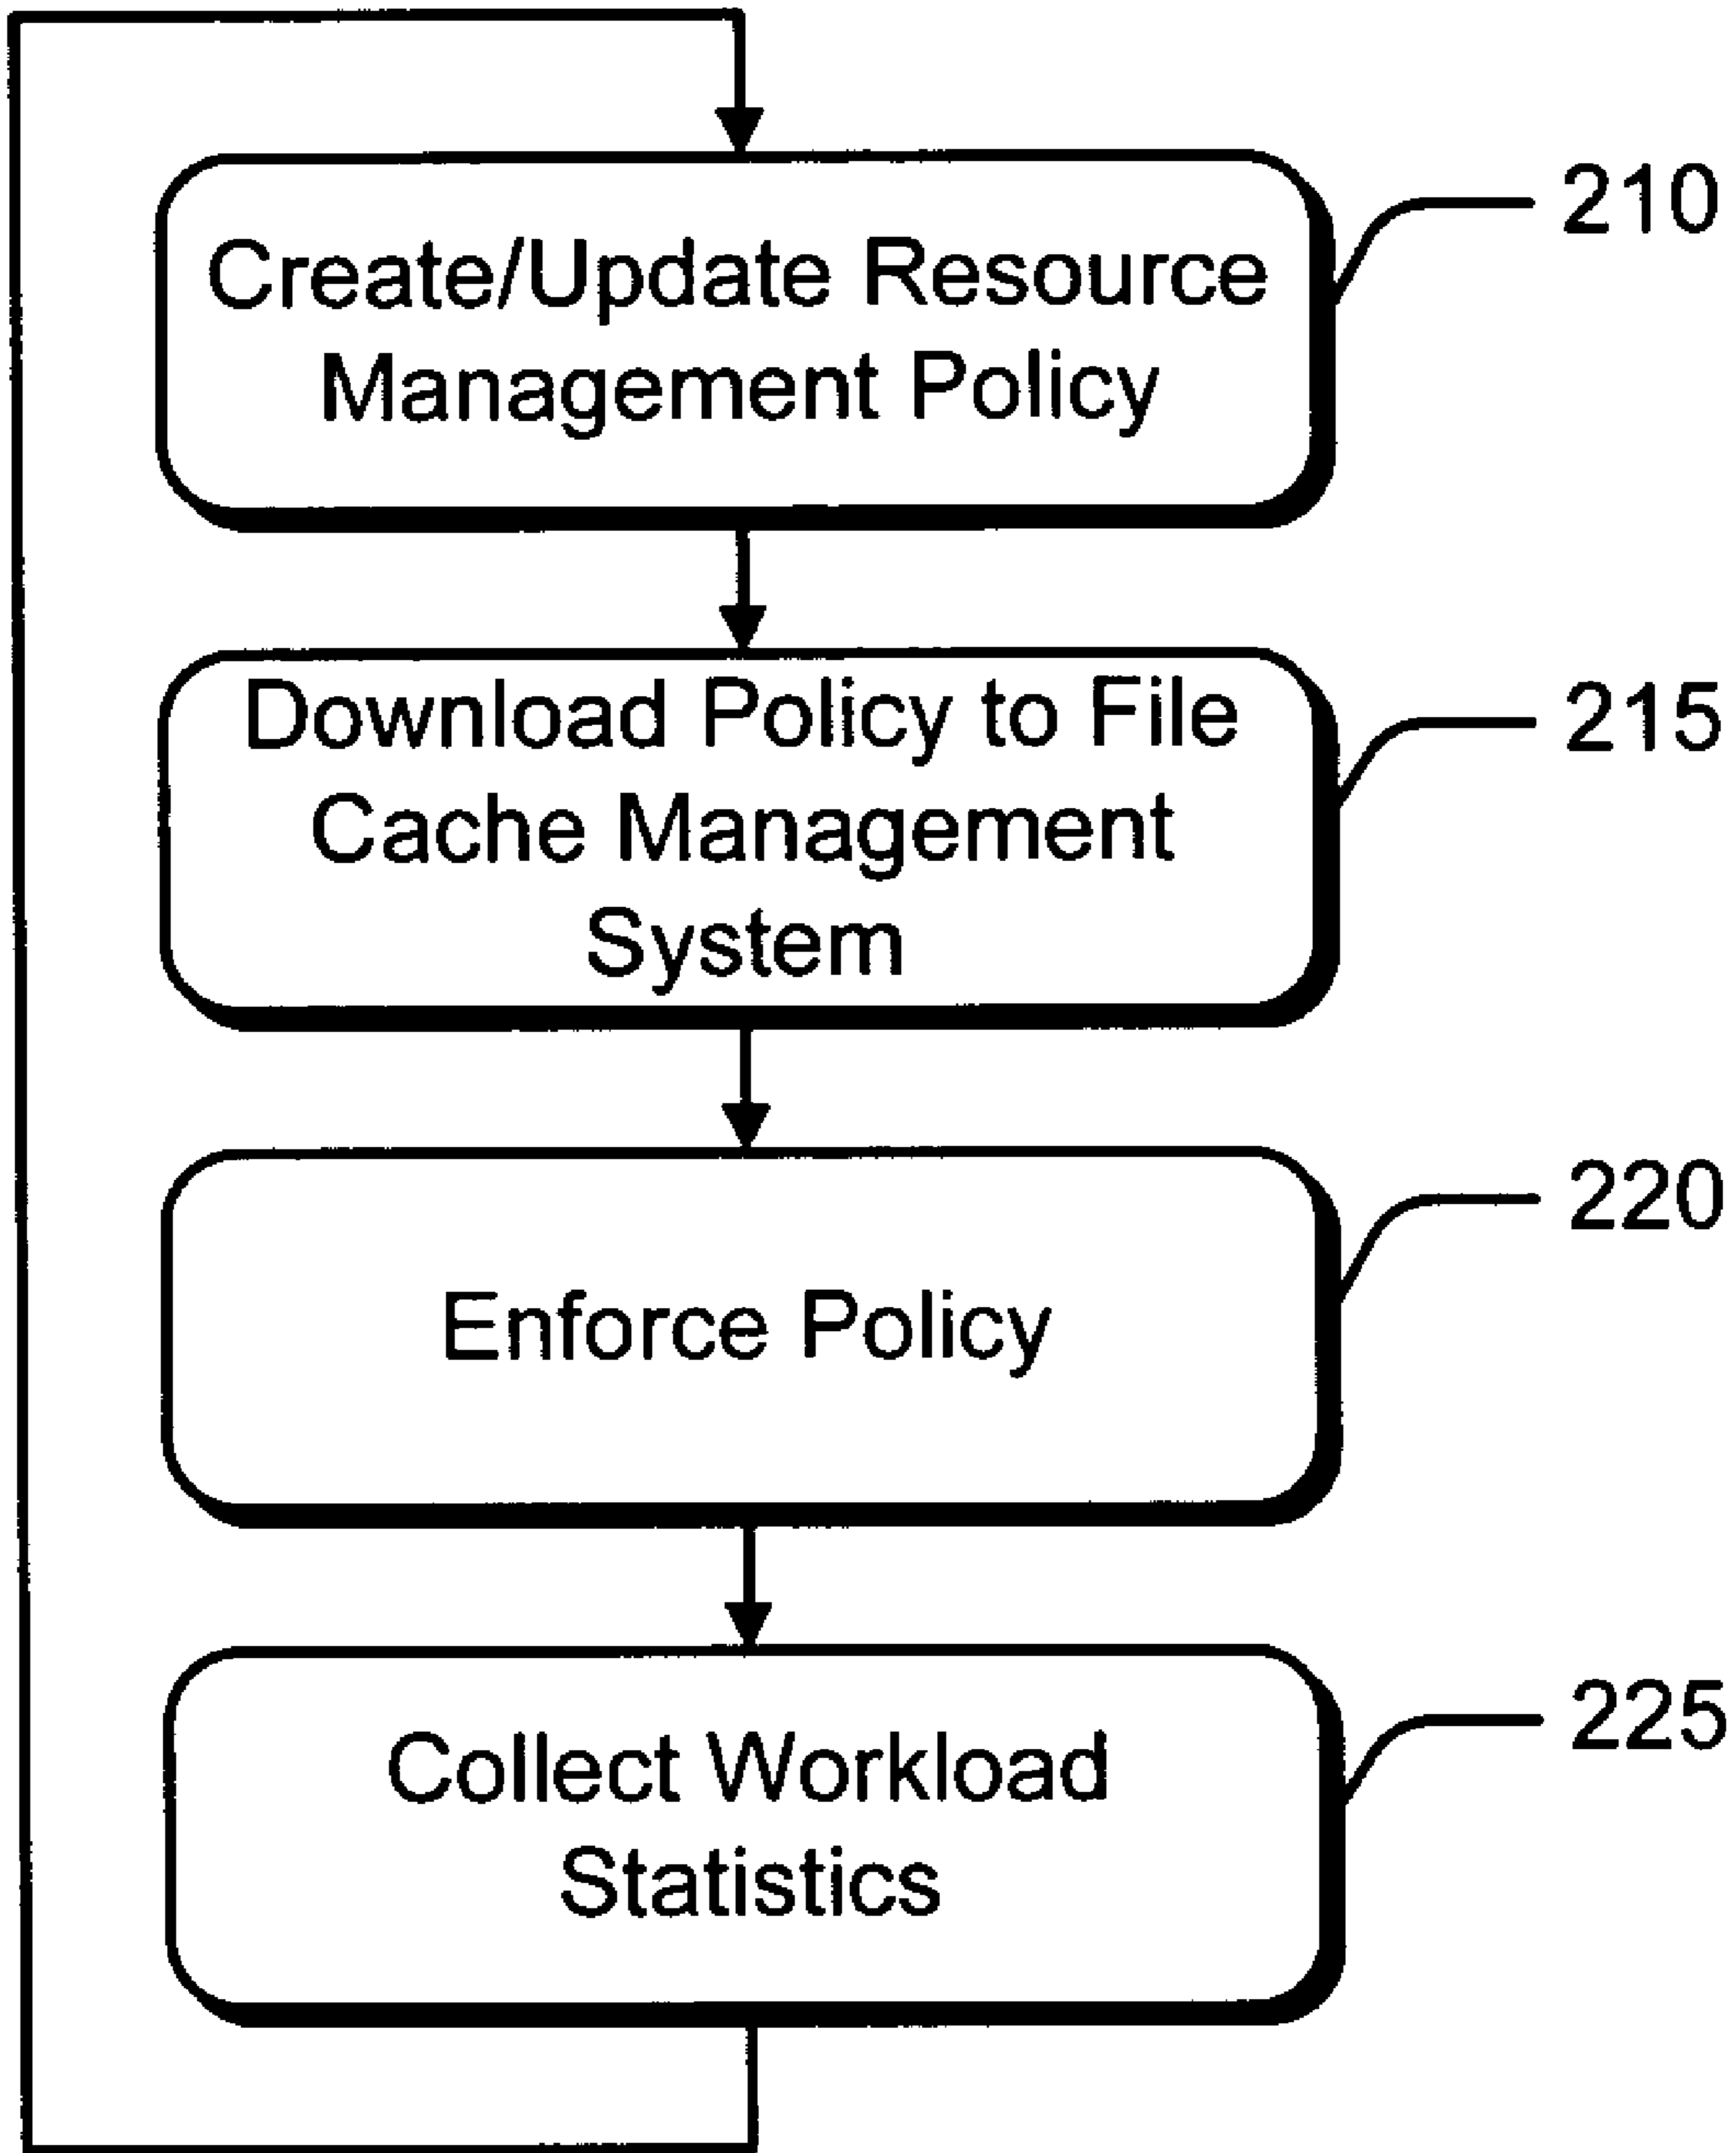 Create/Update Resource
Management Policy
210
Download Policy to File
Cache Management
System
215
Enforce Policy
220
Collect Workload
Statistics
225